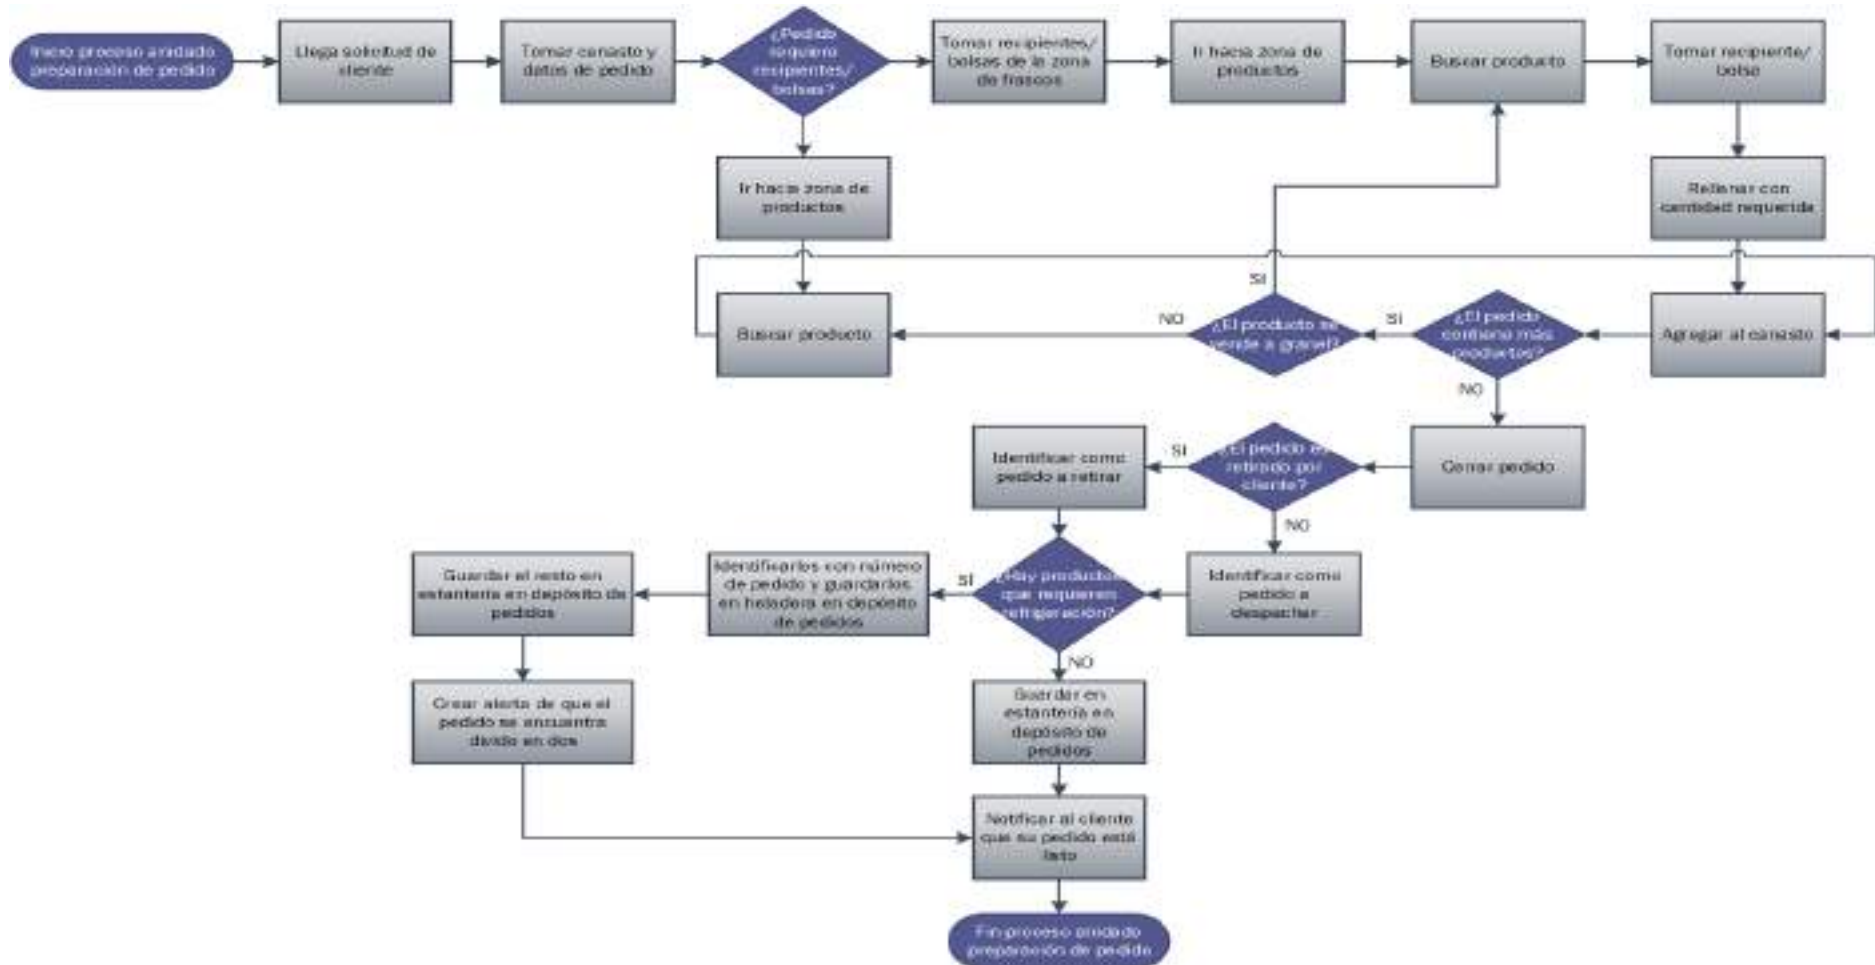 Inicio proceso anidado
preparación de pedido
Llega solicitud de
cliente
Tomar canasto y
datos de pedido
¿Pedido
requiere
recipientes/
bolsas?
Tomar recipientes/
bolsas de la zona
de frascos
Ir hacia zona de
productos
Buscar producto
Tomar recipiente/
bolsa
Ir hacia zona de
productos
Rellenar con
cantidad requerida
Buscar producto
NO
SI
¿El producto se
vende a granel?
SI
¿El pedido
contiene más
productos?
Agregar al canasto
NO
Identificar como
pedido a retirar
SI
¿El pedido es
retirado por
cliente?
Cerrar pedido
NO
Guardar el resto en
estantería en depósito de
pedidos
Identificarlos con número
de pedido y guardarlos
en heladera en depósito
de pedidos
SI
¿Hay productos
que requieren
refrigeración?
Identificar como
pedido a
despachar
NO
Crear alerta de que el
pedido se encuentra
divido en dos
Guardar en
estantería en
depósito de
pedidos
Notificar al cliente
que su pedido está
listo
Fin proceso anidado
preparación de pedido